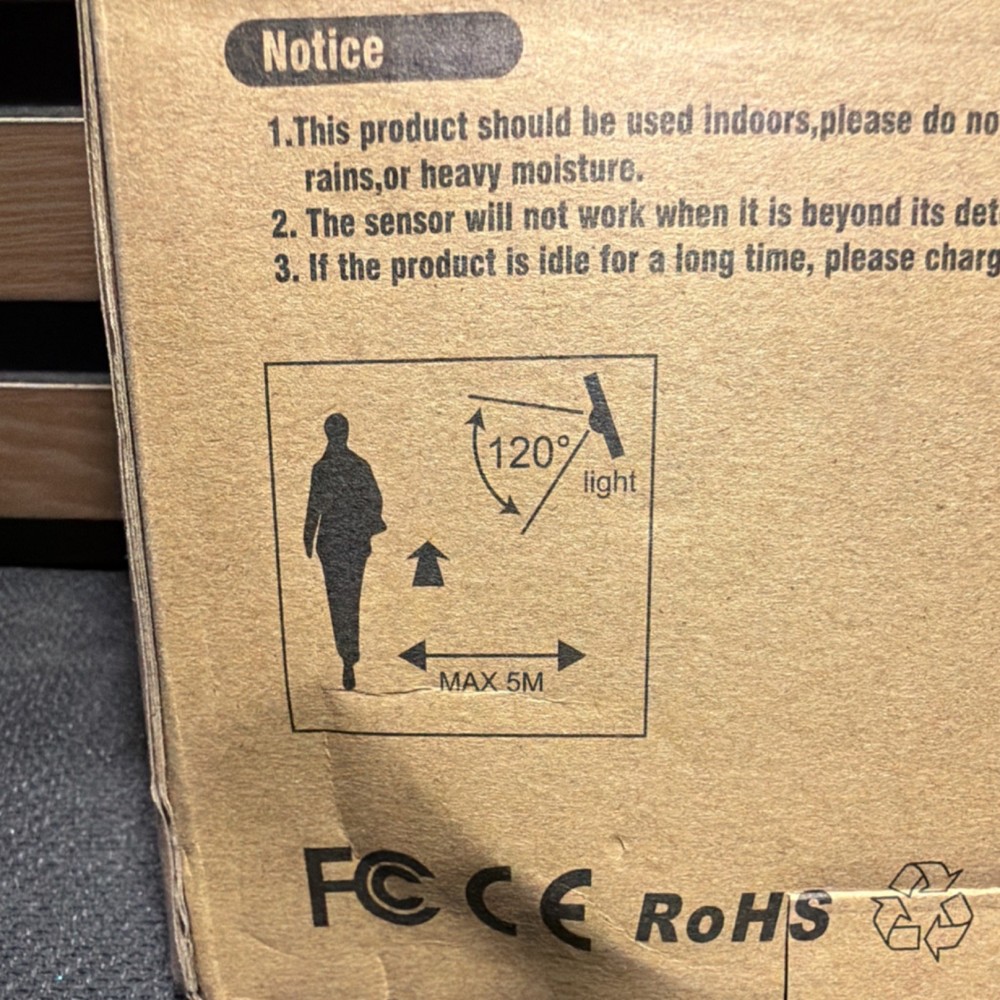 Notice
1.This product should be used indoors,please do no
rains,or heavy moisture.
2. The sensor will not work when it is beyond its det
3. If the product is idle for a long time, please charg
120°
light
MAX 5M
FC CE RoHS